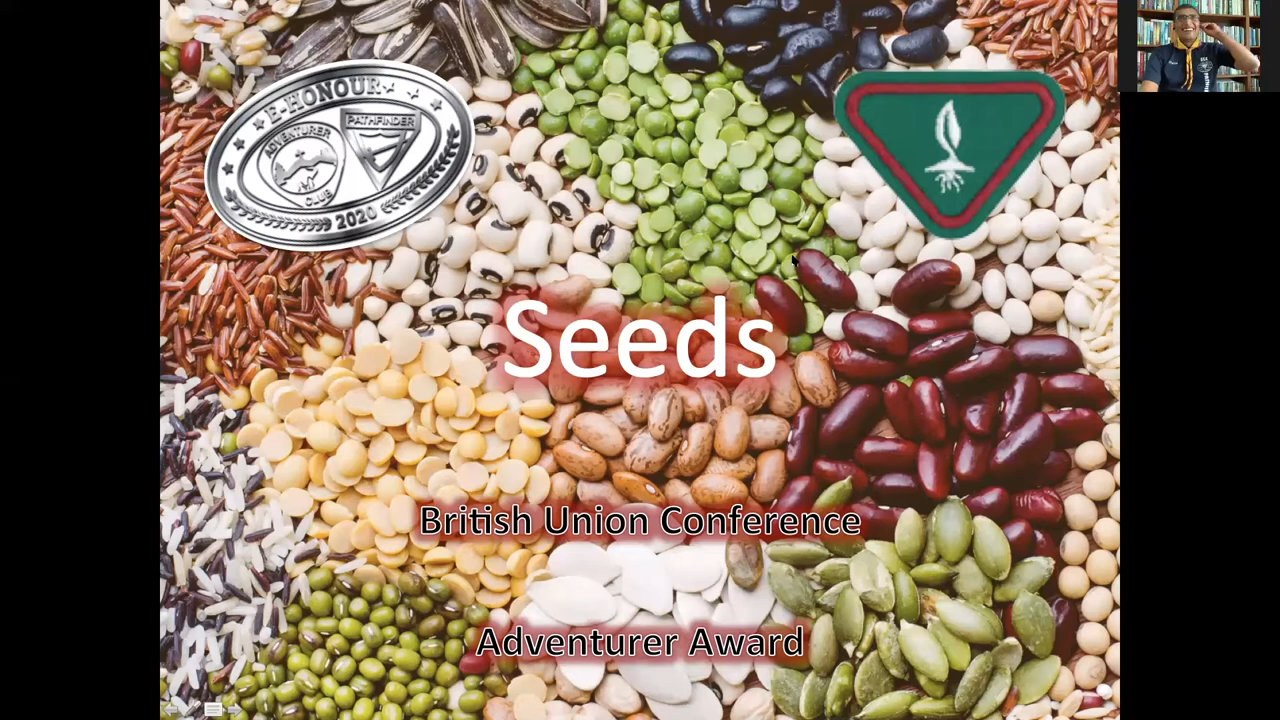 E-HONOUR
ADVENTURER
CLUB
PATHFINDER
2020
Seeds
British Union Conference
Adventurer Award